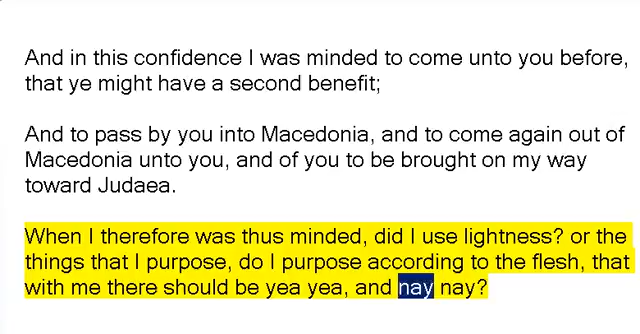 And in this confidence I was minded to come unto you before,
that ye might have a second benefit;
And to pass by you into Macedonia, and to come again out of
Macedonia unto you, and of you to be brought on my way
toward Judaea.
When I therefore was thus minded, did I use lightness? or the
things that I purpose, do I purpose according to the flesh, that
with me there should be yea yea, and nay nay?